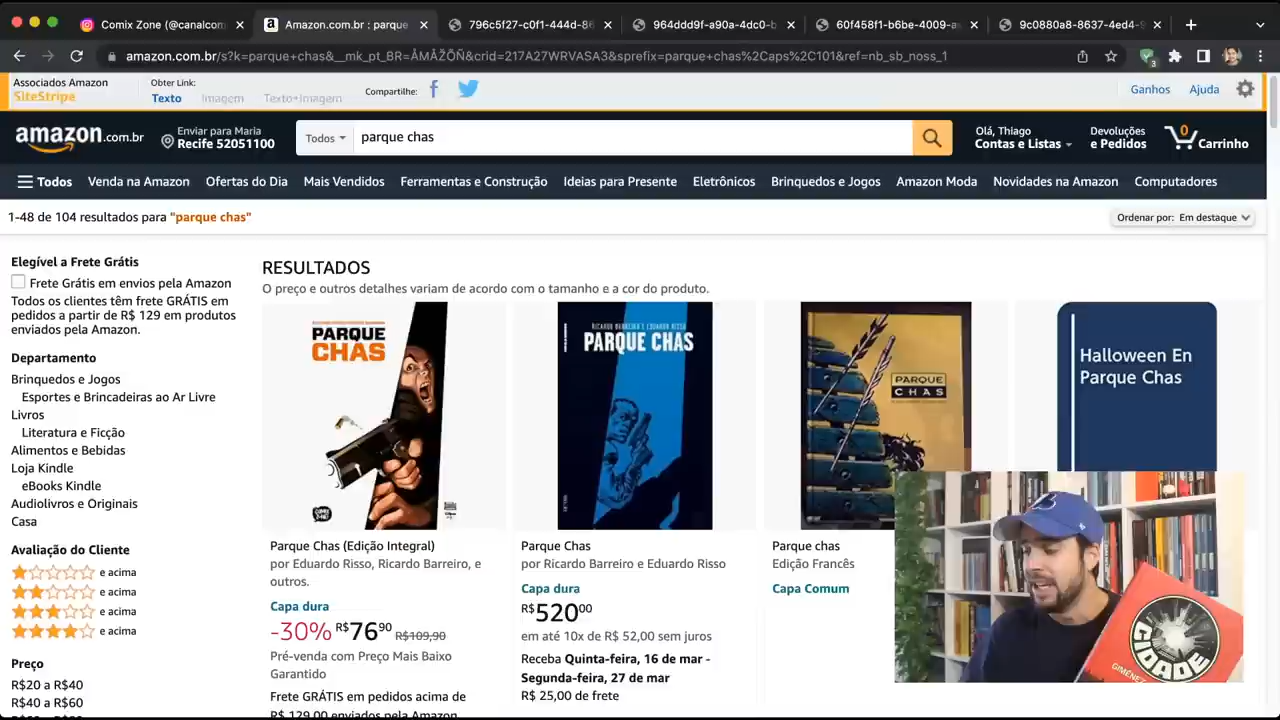 Comix Zone (@canalcom
Amazon.com.br : parque
796c5f27-c0f1-444d-86
964ddd9f-a90a-4dc0-b
60f458f1-b6be-4009-a
9c0880a8-8637-4ed4-9
amazon.com.br/s?k=parque+chas&__mk_pt_BR=ÅMÅŽÕÑ&crid=217A27WRVASA3&sprefix=parque+chas%2Caps%2C101&ref=nb_sb_noss_1
3
Associados Amazon
SiteStripe
Obter Link:
Texto
Imagem
Texto+Imagem
Compartilhe:
Ganhos
Ajuda
amazon.com.br
Enviar para Maria
Recife 52051100
Todos
parque chas
Olá, Thiago
Contas e Listas
Devoluções
e Pedidos
0
Carrinho
Todos
Venda na Amazon
Ofertas do Dia
Mais Vendidos
Ferramentas e Construção
Ideias para Presente
Eletrônicos
Brinquedos e Jogos
Amazon Moda
Novidades na Amazon
Computadores
1-48 de 104 resultados para "parque chas"
Ordenar por: Em destaque
Elegível a Frete Grátis
Frete Grátis em envios pela Amazon
Todos os clientes têm frete GRÁTIS em
pedidos a partir de R$ 129 em produtos
enviados pela Amazon.
Departamento
Brinquedos e Jogos
Esportes e Brincadeiras ao Ar Livre
Livros
Literatura e Ficção
Alimentos e Bebidas
Loja Kindle
eBooks Kindle
Audiolivros e Originais
Casa
Avaliação do Cliente
e acima
e acima
e acima
e acima
Preço
R$20 a R$40
R$40 a R$60
RESULTADOS
O preço e outros detalhes variam de acordo com o tamanho e a cor do produto.
PARQUE
CHAS
Parque Chas (Edição Integral)
por Eduardo Risso, Ricardo Barreiro, e
outros.
Capa dura
-30% R$7690 R$109,90
Pré-venda com Preço Mais Baixo
Garantido
Frete GRÁTIS em pedidos acima de
R$ 129,00 enviados pela Amazon
RICARDO BARREIRO E EDUARDO RISSO
PARQUE CHAS
Parque Chas
por Ricardo Barreiro e Eduardo Risso
Capa dura
R$52000
em até 10x de R$ 52,00 sem juros
Receba Quinta-feira, 16 de mar -
Segunda-feira, 27 de mar
R$ 25,00 de frete
PARQUE
CHAS
Parque chas
Edição Francês
Capa Comum
Halloween En
Parque Chas
CIDADE